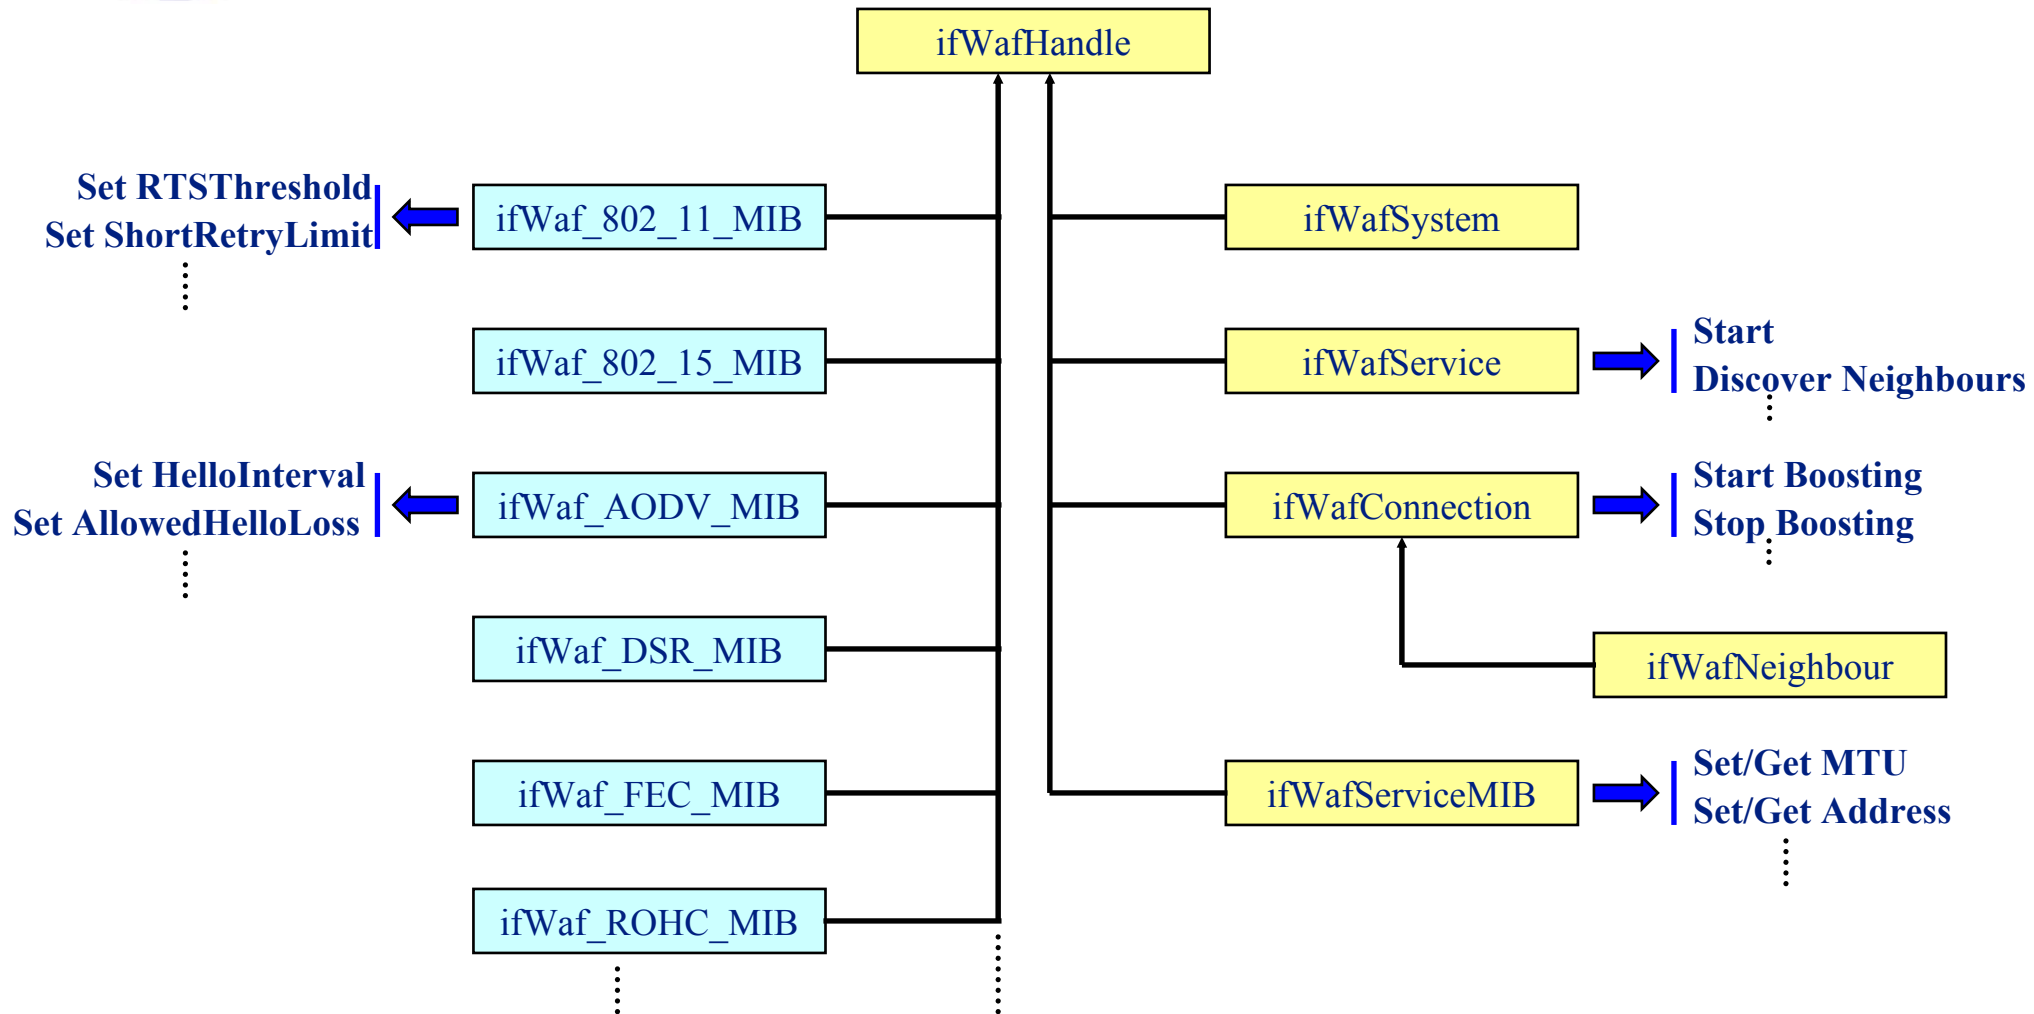 ifWafHandle
Set RTSThreshold
Set ShortRetryLimit
ifWaf_802_11_MIB
ifWafSystem
ifWaf_802_15_MIB
ifWafService
Start
Discover Neighbours
Set HelloInterval
Set AllowedHelloLoss
ifWaf_AODV_MIB
ifWafConnection
Start Boosting
Stop Boosting
ifWaf_DSR_MIB
ifWafNeighbour
ifWaf_FEC_MIB
ifWafServiceMIB
Set/Get MTU
Set/Get Address
ifWaf_ROHC_MIB